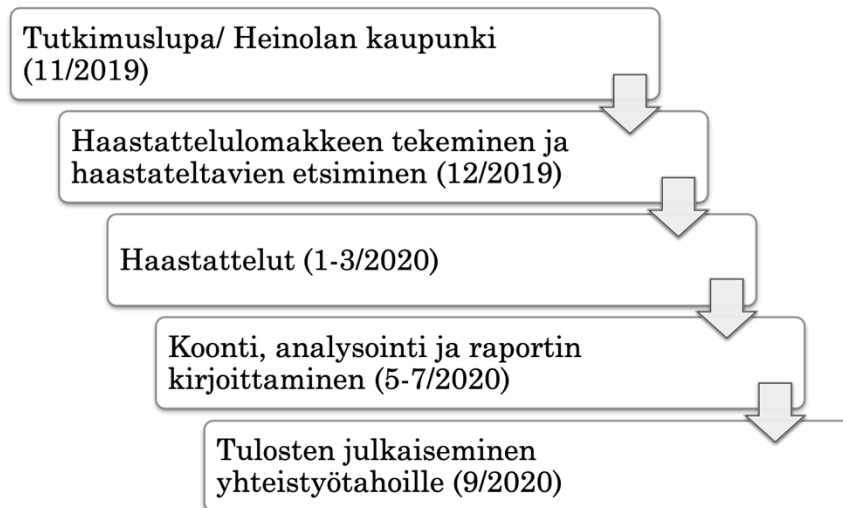 Tutkimuslupa/ Heinolan kaupunki
(11/2019)
Haastattelulomakkeen tekeminen ja
haastateltavien etsiminen (12/2019)
Haastattelut (1-3/2020)
Koonti, analysointi ja raportin
kirjoittaminen (5-7/2020)
Tulosten julkaiseminen
yhteistyötahoille (9/2020)